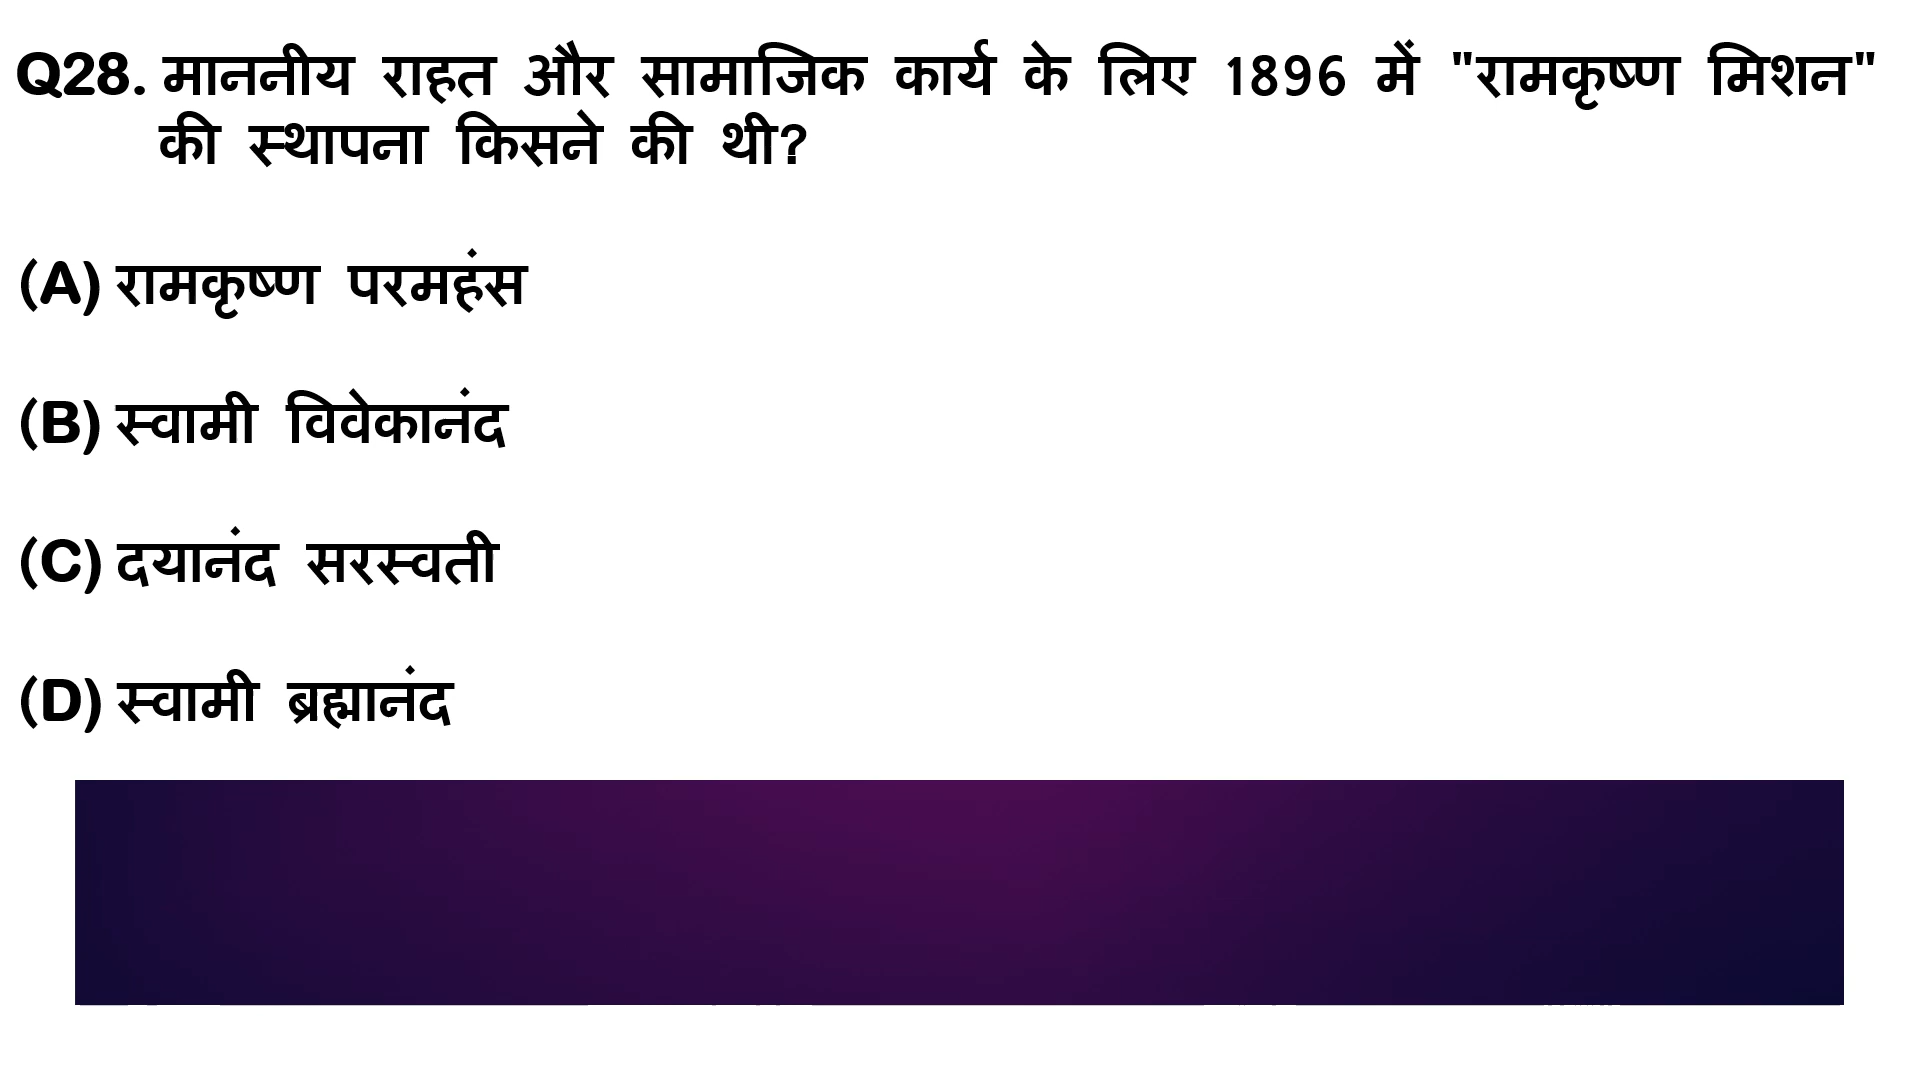 Q28. माननीय राहत और सामाजिक कार्य के लिए 1896 में "रामकृष्ण मिशन"
की स्थापना किसने की थी?
(A) रामकृष्ण परमहंस
(B) स्वामी विवेकानंद
(C) दयानंद सरस्वती
(D) स्वामी ब्रह्मानंद